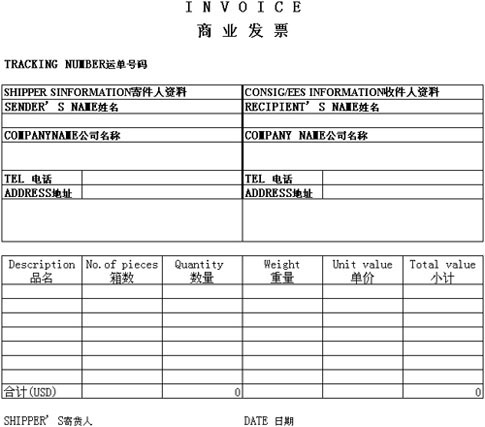 I N V O I C E
商 业 发 票
TRACKING NUMBER运单号码
SHIPPER SINFORMATION寄件人资料 CONSIG/EES INFORMATION收件人资料
SENDER'S NAME姓名 RECIPIENT'S NAME姓名
COMPANYNAME公司名称 COMPANY NAME公司名称
TEL 电话 TEL 电话
ADDRESS地址 ADDRESS地址
Description No.of pieces Quantity Weight Unit value Total value
品名 箱数 数量 重量 单价 小计
合计(USD) 0 0
SHIPPER'S寄货人 DATE 日期